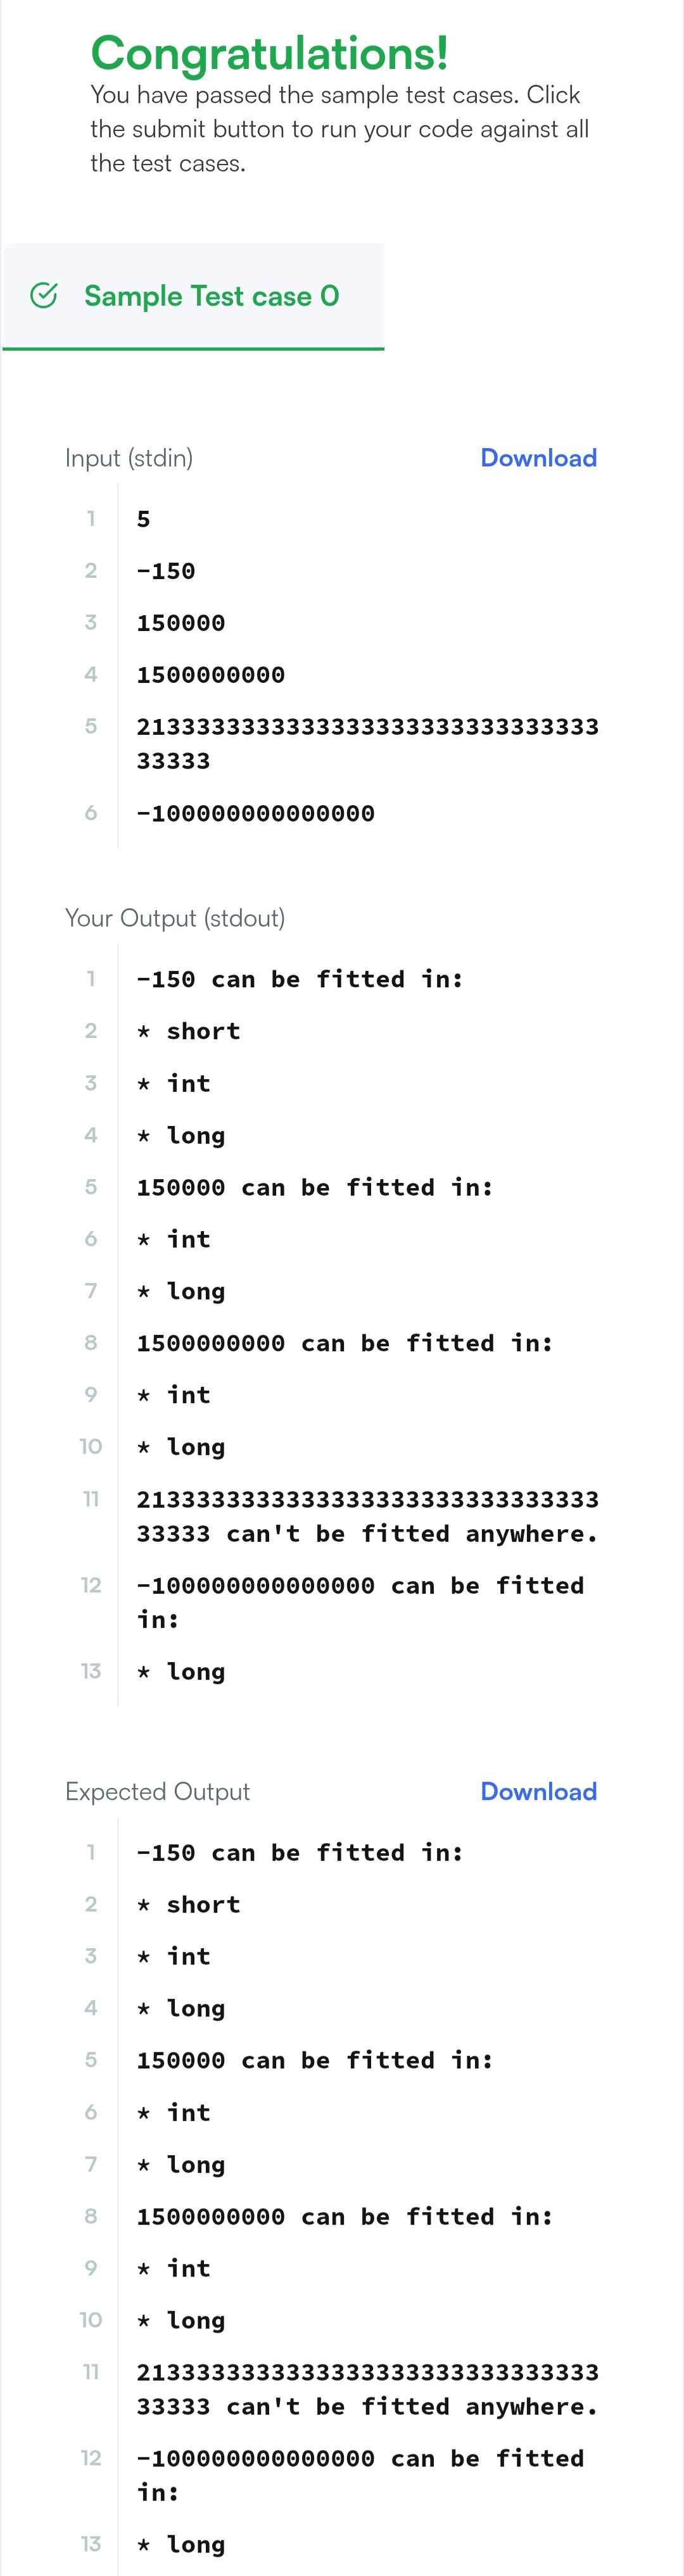 Congratulations!
You have passed the sample test cases. Click
the submit button to run your code against all
the test cases.
Sample Test case 0
Input (stdin)
Download
1 5
2 -150
3 150000
4 1500000000
5 2133333333333333333333333333333
33333
6 -100000000000000
Your Output (stdout)
1 -150 can be fitted in:
2 * short
3 * int
4 * long
5 150000 can be fitted in:
6 * int
7 * long
8 1500000000 can be fitted in:
9 * int
10 * long
11 2133333333333333333333333333333
33333 can't be fitted anywhere.
12 -100000000000000 can be fitted
in:
13 * long
Expected Output
Download
1 -150 can be fitted in:
2 * short
3 * int
4 * long
5 150000 can be fitted in:
6 * int
7 * long
8 1500000000 can be fitted in:
9 * int
10 * long
11 2133333333333333333333333333333
33333 can't be fitted anywhere.
12 -100000000000000 can be fitted
in:
13 * long